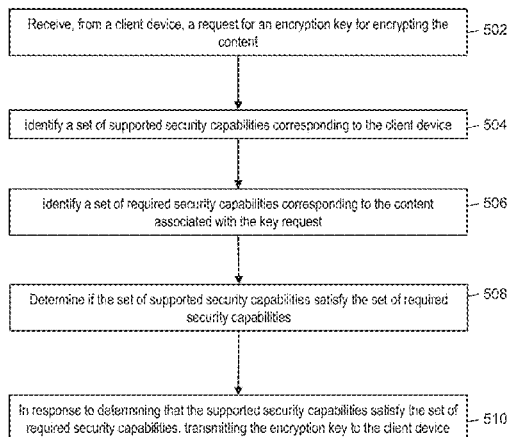 Receive, from a client device, a request for an encryption key for encrypting the
content
502
Identify a set of supported security capabilities corresponding to the client device
504
Identify a set of required security capabilities corresponding to the content
associated with the key request
506
Determine if the set of supported security capabilities satisfy the set of required
security capabilities
508
In response to determining that the supported security capabilities satisfy the set of
required security capabilities, transmitting the encryption key to the client device
510